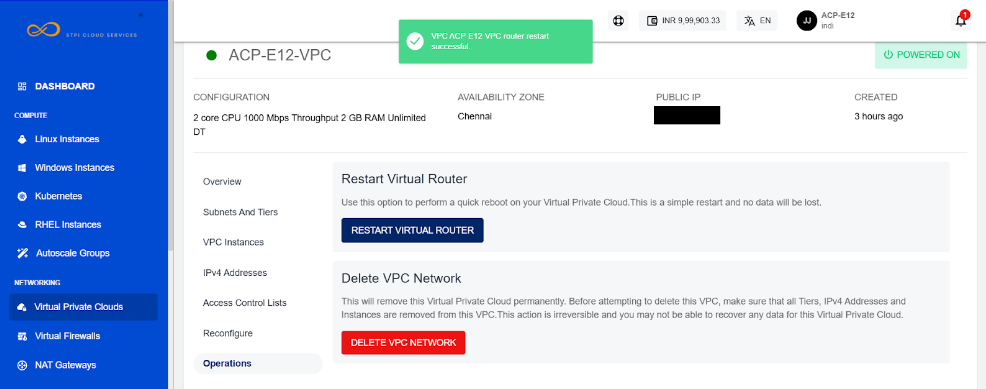 STPI CLOUD SERVICES
INR 9,99,903.33
EN
JJ
ACP-E12
indi
1
VPC ACP E12 VPC router restart
successful.
DASHBOARD
COMPUTE
Linux Instances
Windows Instances
Kubernetes
RHEL Instances
Autoscale Groups
NETWORKING
Virtual Private Clouds
Virtual Firewalls
NAT Gateways
ACP-E12-VPC
POWERED ON
CONFIGURATION
2 core CPU 1000 Mbps Throughput 2 GB RAM Unlimited
DT
AVAILABILITY ZONE
Chennai
PUBLIC IP
CREATED
3 hours ago
Overview
Subnets And Tiers
VPC Instances
IPv4 Addresses
Access Control Lists
Reconfigure
Operations
Restart Virtual Router
Use this option to perform a quick reboot on your Virtual Private Cloud.This is a simple restart and no data will be lost.
RESTART VIRTUAL ROUTER
Delete VPC Network
This will remove this Virtual Private Cloud permanently. Before attempting to delete this VPC, make sure that all Tiers, IPv4 Addresses and
Instances are removed from this VPC.This action is irreversible and you may not be able to recover any data for this Virtual Private Cloud.
DELETE VPC NETWORK